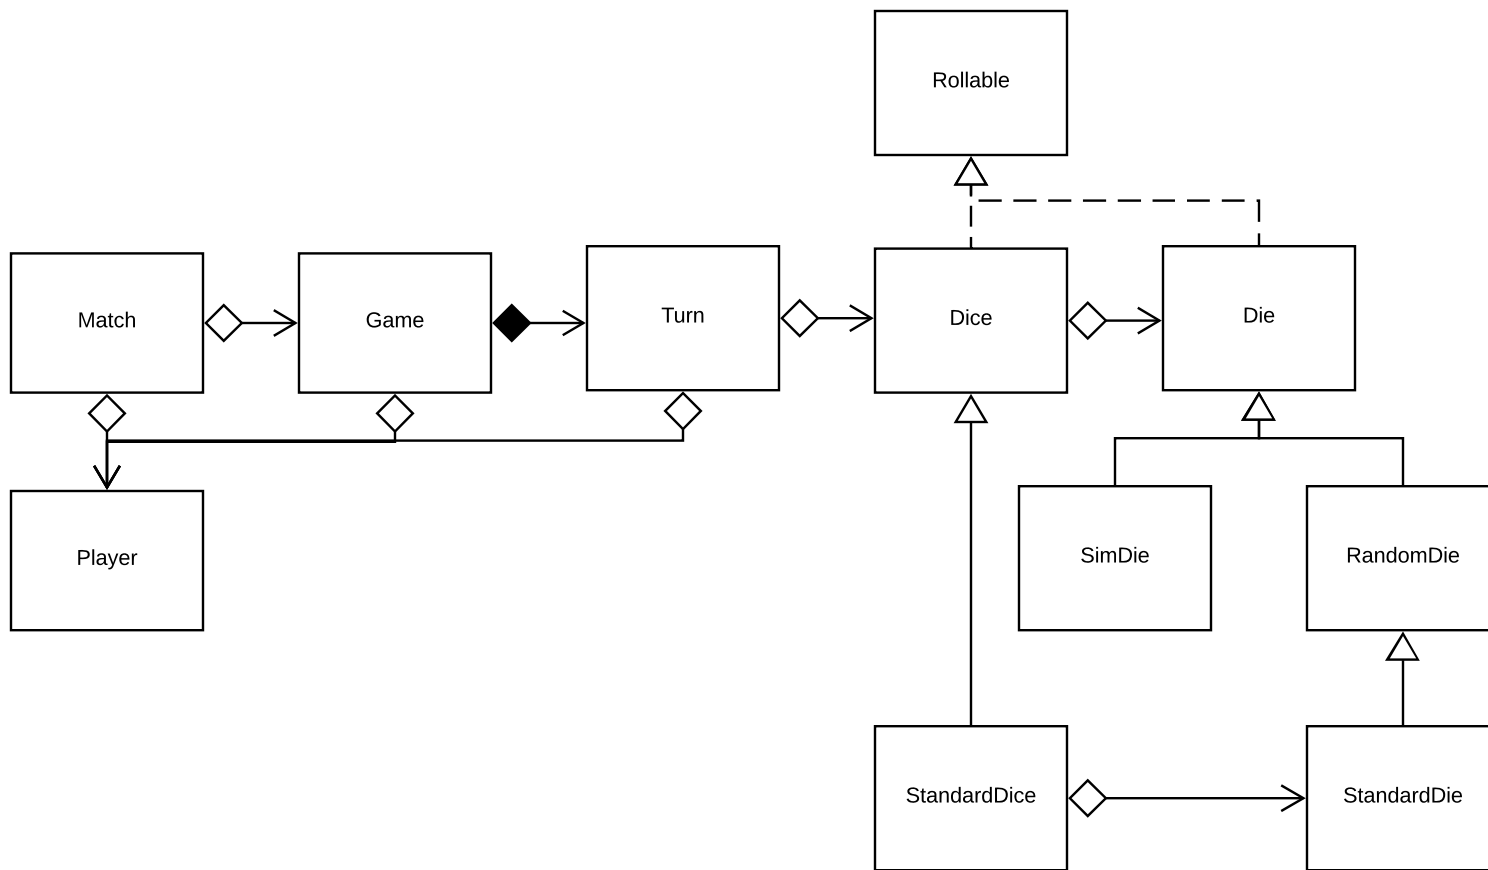 Rollable
Match
Game
Turn
Dice
Die
Player
SimDie
RandomDie
StandardDice
StandardDie